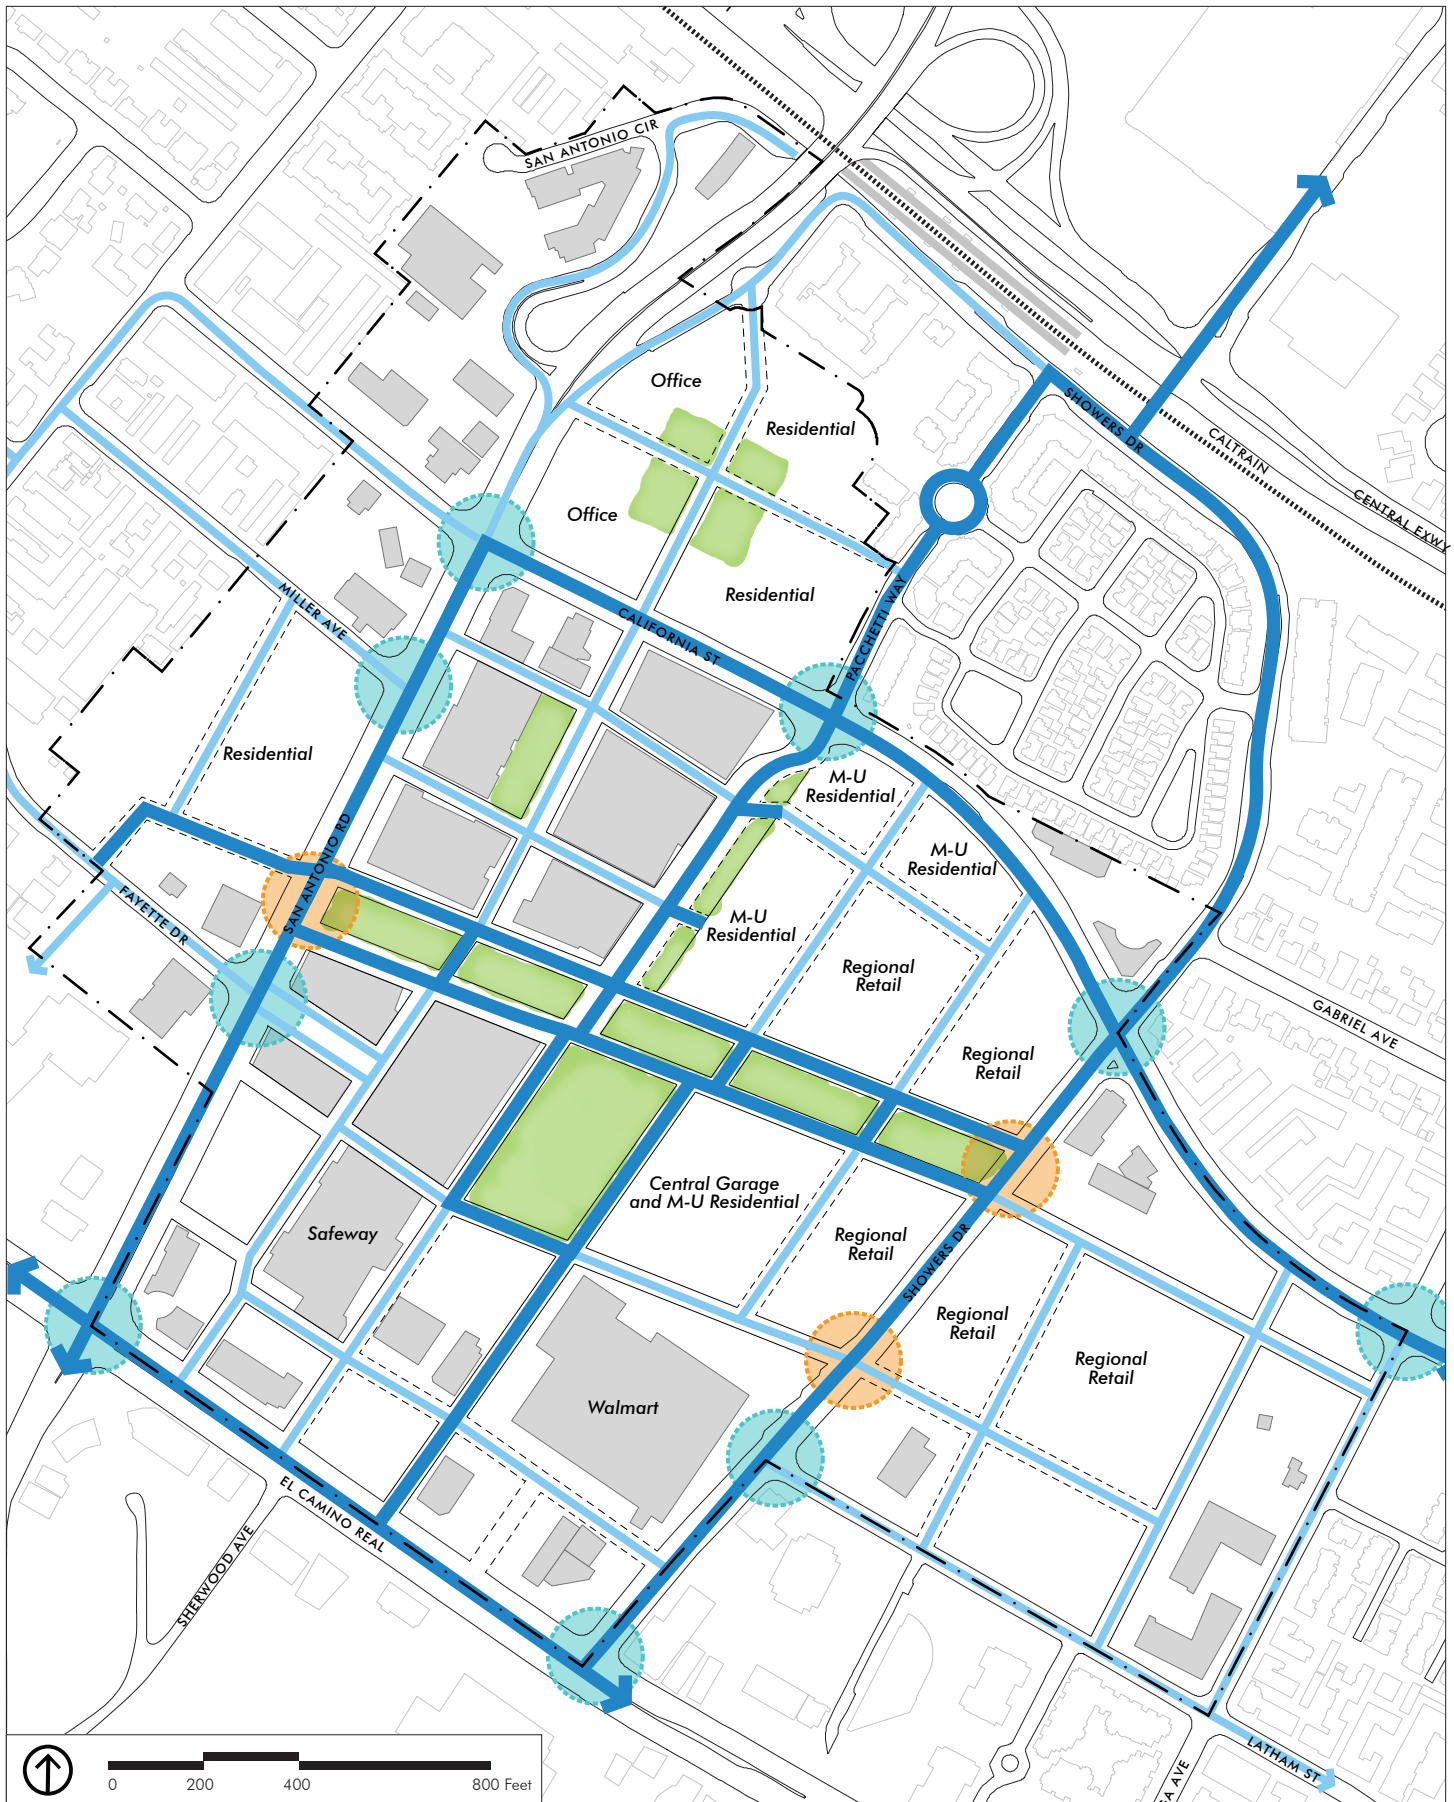 SAN ANTONIO CIR
Office
Residential
SHOWERS DR
CALTRAIN
CENTRAL EXWY
Office
Residential
MILLER AVE
CALIFORNIA ST
PACCHETTI WAY
Residential
M-U
Residential
M-U
Residential
SAN ANTONIO RD
FAYETTE DR
M-U
Residential
Regional
Retail
GABRIEL AVE
Regional
Retail
Central Garage
and M-U Residential
Safeway
Regional
Retail
SHOWERS DR
Regional
Retail
Regional
Retail
Walmart
EL CAMINO REAL
SHERWOOD AVE
LATHAM ST
A AVE
0
200
400
800 Feet